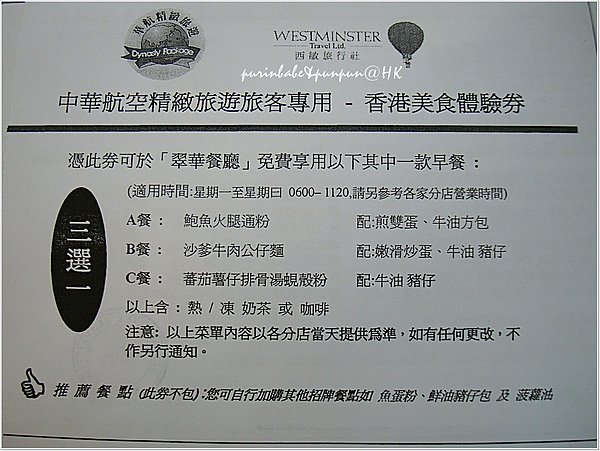 華航精緻旅遊
Dynasty Package
WESTMINSTER
Travel Ltd.
西敏旅行社
purinbabe&punpun@HK
中華航空精緻旅遊旅客專用 - 香港美食體驗券
憑此券可於「翠華餐廳」免費享用以下其中一款早餐：
(適用時間:星期一至星期日 0600–1120,請另參考各家分店營業時間)
三選一
A餐： 鮑魚火腿通粉 配:煎雙蛋、牛油方包
B餐： 沙爹牛肉公仔麵 配:嫩滑炒蛋、牛油 豬仔
C餐： 蕃茄薯仔排骨湯蜆殼粉 配:牛油 豬仔
以上含：熱 / 凍 奶茶 或 咖啡
注意: 以上菜單內容以各分店當天提供為準，如有任何更改，不
作另行通知。
推薦餐點 (此券不包)：您可自行加購其他招牌餐點如 魚蛋粉、鮮油豬仔包 及 菠蘿油